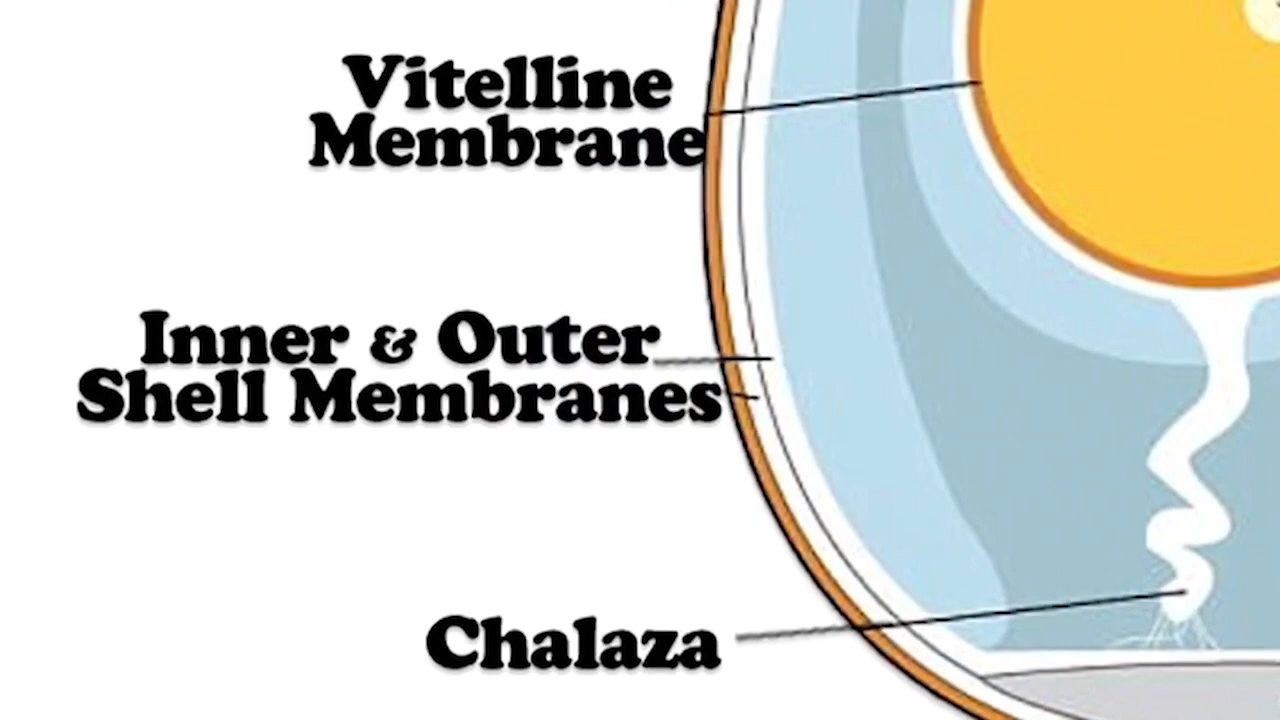 Vitelline
Membrane
Inner & Outer
Shell Membranes
Chalaza